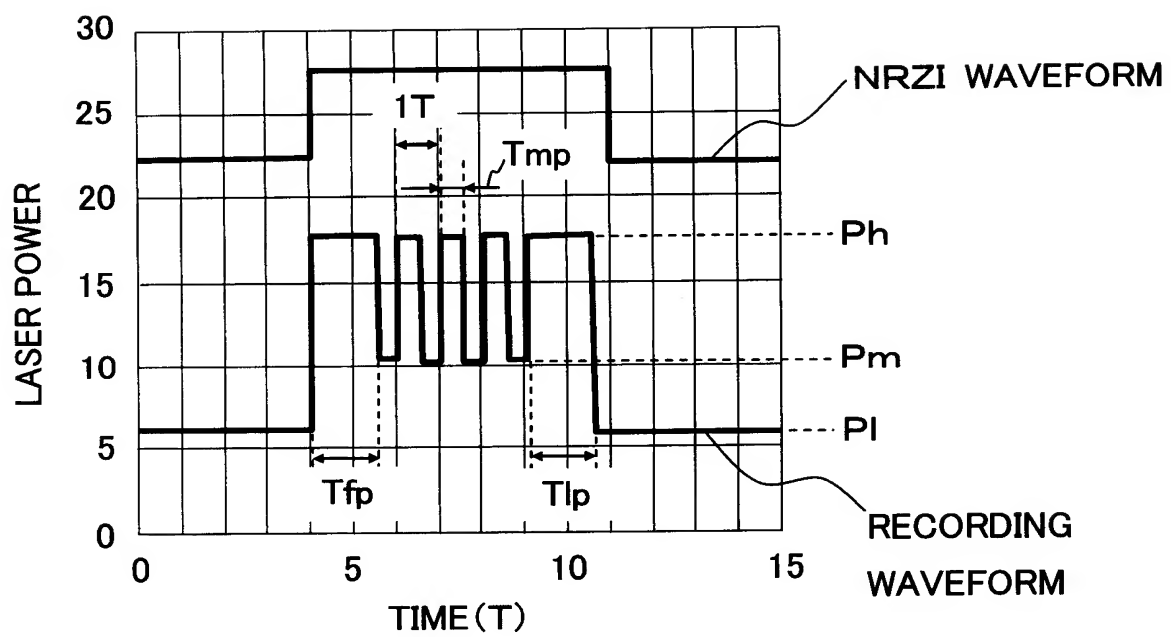 30
25
20
15
10
5
0
LASER POWER
0 5 10 15
TIME (T)
NRZI WAVEFORM
1T
Tmp
Ph
Pm
Pl
Tfp
Tlp
RECORDING
WAVEFORM